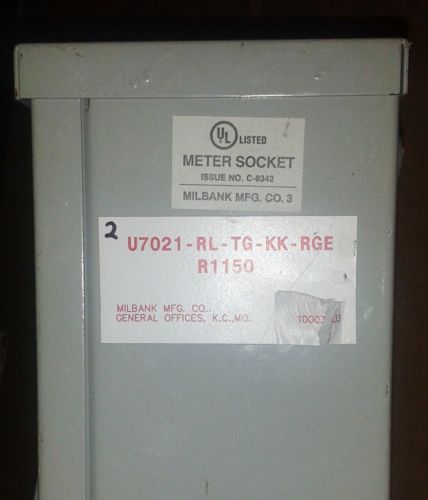 UL LISTED
METER SOCKET
ISSUE NO. C-8342
MILBANK MFG. CO. 3
2
U7021-RL-TG-KK-RGE
R1150
MILBANK MFG. CO.,
GENERAL OFFICES, K.C.,MO.